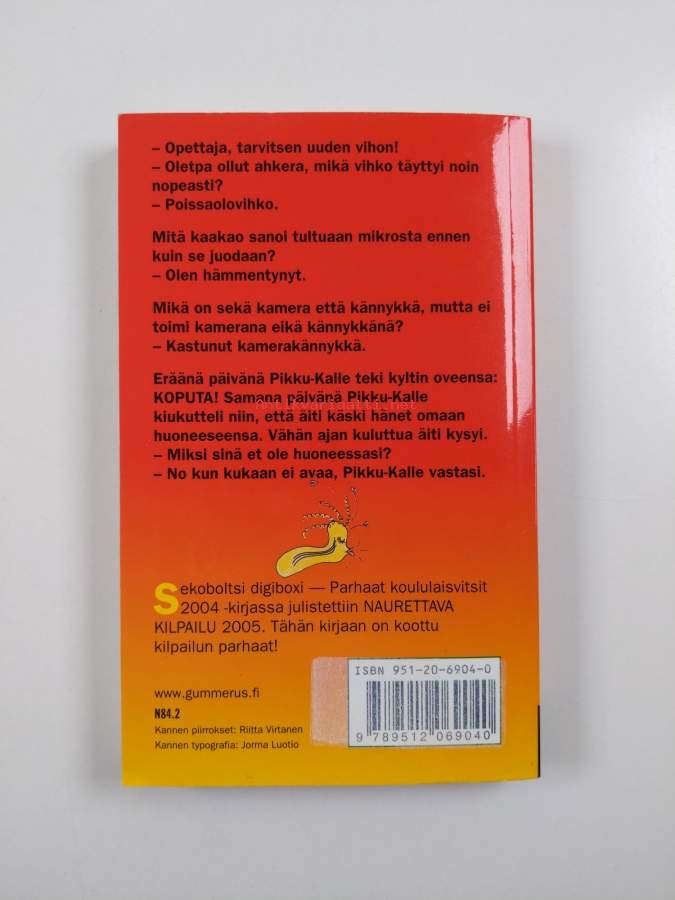 – Opettaja, tarvitsen uuden vihon!
– Oletpa ollut ahkera, mikä vihko täyttyi noin
nopeasti?
– Poissaolovihko.
Mitä kaakao sanoi tultuaan mikrosta ennen
kuin se juodaan?
– Olen hämmentynyt.
Mikä on sekä kamera että kännykkä, mutta ei
toimi kamerana eikä kännykkänä?
– Kastunut kamerakännykkä.
Eräänä päivänä Pikku-Kalle teki kyltin oveensa:
KOPUTA! Samana päivänä Pikku-Kalle
Antikvariaatti.net
kiukutteli niin, että äiti käski hänet omaan
huoneeseensa. Vähän ajan kuluttua äiti kysyi.
– Miksi sinä et ole huoneessasi?
– No kun kukaan ei avaa, Pikku-Kalle vastasi.
Sekoboltsi digiboxi — Parhaat koululaisvitsit
2004 -kirjassa julistettiin NAURETTAVA
KILPAILU 2005. Tähän kirjaan on koottu
kilpailun parhaat!
www.gummerus.fi
N84.2
Kannen piirrokset: Riitta Virtanen
Kannen typografia: Jorma Luotio
ISBN 951-20-6904-0
9 789512 069040